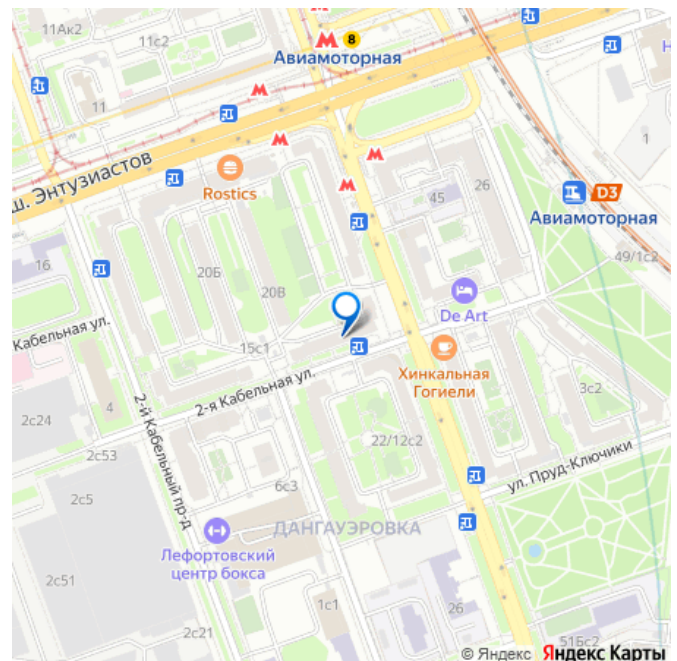 11Ак2
11с2
М 8
Авиамоторная
М
11
Н
ш. Энтузиастов
М
М
1
Rostics
М
26
45
D3
Авиамоторная
16
49/1с2
20Б
20В
De Art
Кабельная ул.
15с1
Хинкальная
Гогиели
2-я Кабельная ул.
3с2
4
2с24
2-й Кабельный пр-д
22/12с2
2с53
ул. Пруд-Ключики
2с5
6с3
ДАНГАУЭРОВКА
Лефортовский
центр бокса
2с51
1с1
26
2с21
51Бс2
© Яндекс Яндекс Карты